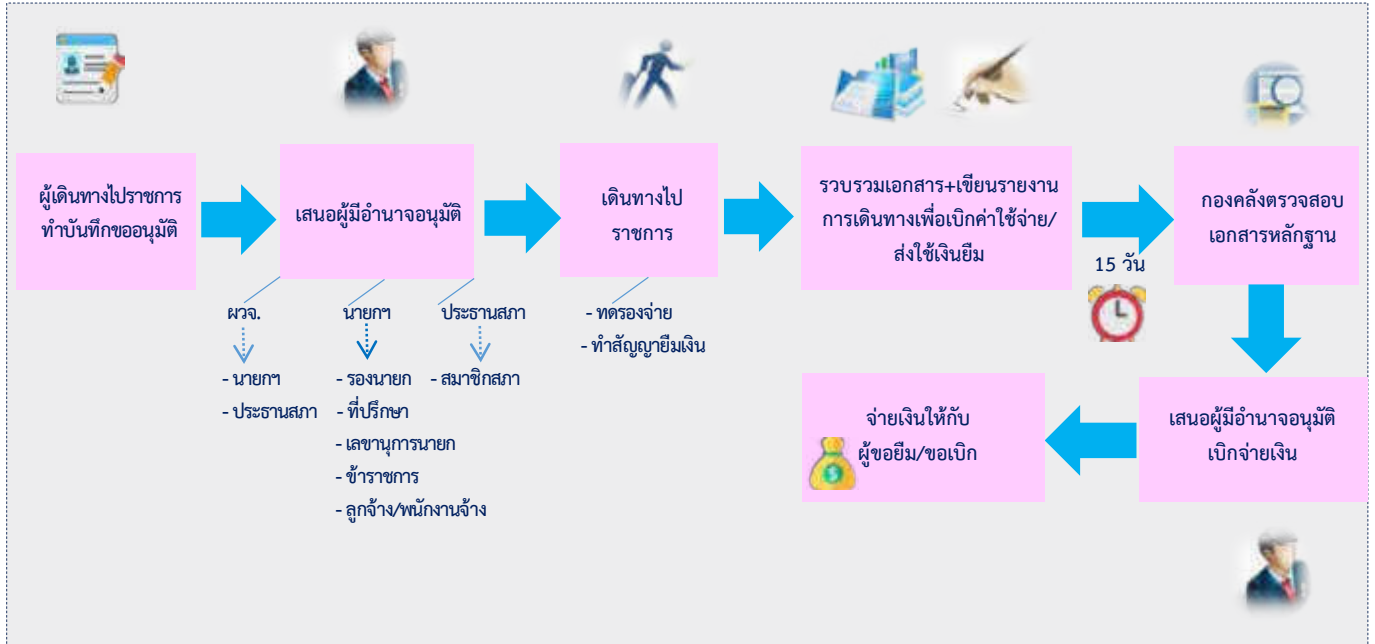 ผู้เดินทางไปราชการ
ทำบันทึกขออนุมัติ
เสนอผู้มีอำนาจอนุมัติ
เดินทางไป
ราชการ
รวบรวมเอกสาร+เขียนรายงาน
การเดินทางเพื่อเบิกค่าใช้จ่าย/
ส่งใช้เงินยืม
15 วัน
กองคลังตรวจสอบ
เอกสารหลักฐาน
ผวจ.
- นายกฯ
- ประธานสภา
นายกฯ
- รองนายก
- ที่ปรึกษา
- เลขานุการนายก
- ข้าราชการ
- ลูกจ้าง/พนักงานจ้าง
ประธานสภา
- สมาชิกสภา
- ทดรองจ่าย
- ทำสัญญายืมเงิน
เสนอผู้มีอำนาจอนุมัติ
เบิกจ่ายเงิน
จ่ายเงินให้กับ
ผู้ขอยืม/ขอเบิก